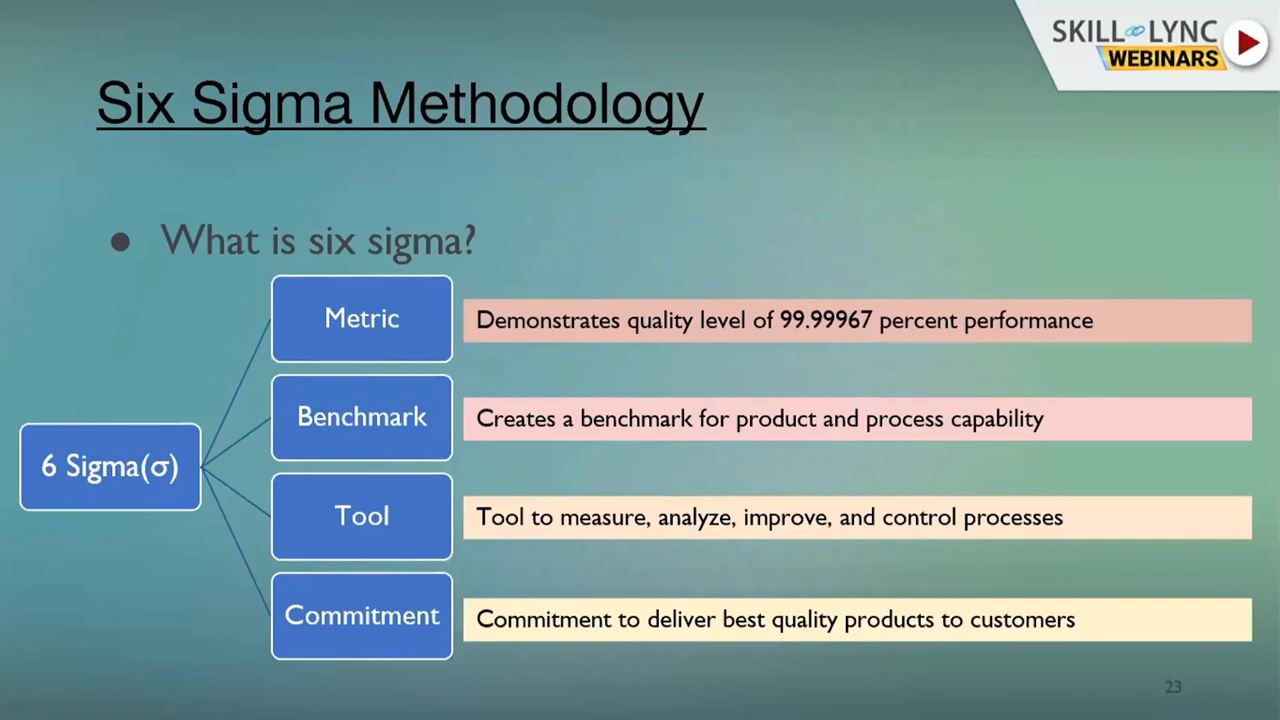 SKILL LYNC
WEBINARS
Six Sigma Methodology
● What is six sigma?
6 Sigma(σ)
Metric
Demonstrates quality level of 99.99967 percent performance
Benchmark
Creates a benchmark for product and process capability
Tool
Tool to measure, analyze, improve, and control processes
Commitment
Commitment to deliver best quality products to customers
23